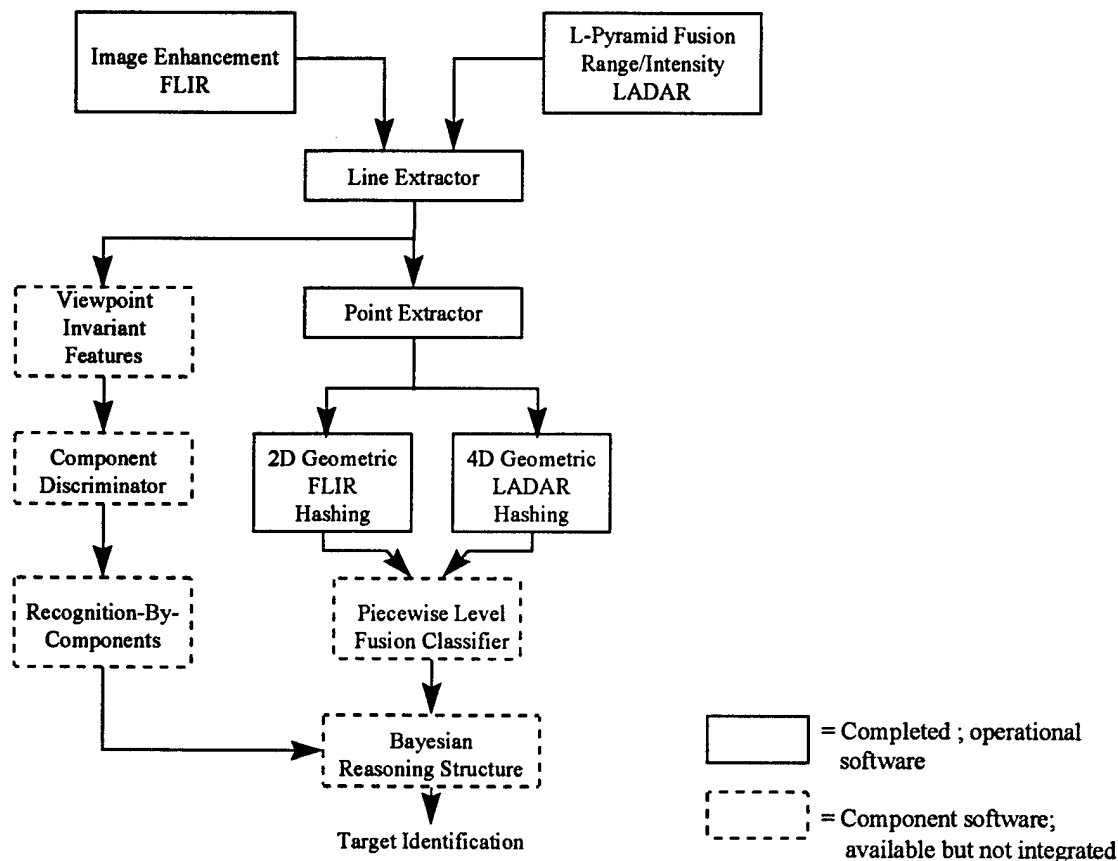 Image Enhancement
FLIR
L-Pyramid Fusion
Range/Intensity
LADAR
Line Extractor
Viewpoint
Invariant
Features
Point Extractor
Component
Discriminator
2D Geometric
FLIR
Hashing
4D Geometric
LADAR
Hashing
Recognition-By-
Components
Piecewise Level
Fusion Classifier
Bayesian
Reasoning Structure
Target Identification
= Completed ; operational
software
= Component software;
available but not integrated